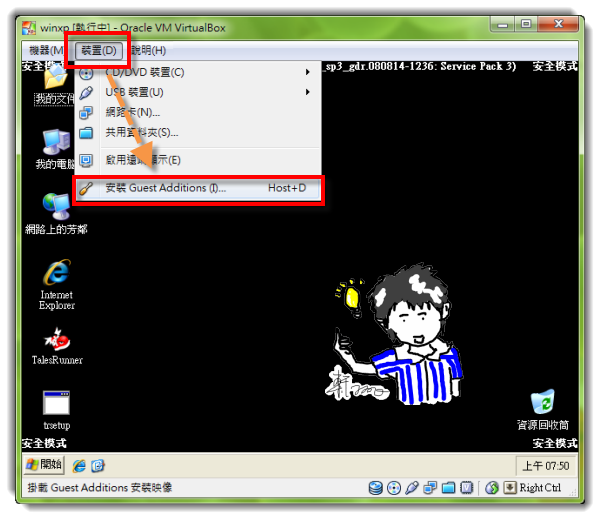 winxp [執行中] - Oracle VM VirtualBox
機器(M 裝置(D) 說明(H)
安全 _sp3_gdr.080814-1236: Service Pack 3) 安全模式
CD/DVD 裝置(C)
USB 裝置(U)
網路卡(N)...
共用資料夾(S)...
啟用遠端顯示(E)
安裝 Guest Additions (I)... Host+D
我的文件
我的電腦
網路上的芳鄰
Internet
Explorer
TalesRunner
trsetup
資源回收筒
安全模式 安全模式
開始 上午 07:50
掛載 Guest Additions 安裝映像 Right Ctrl